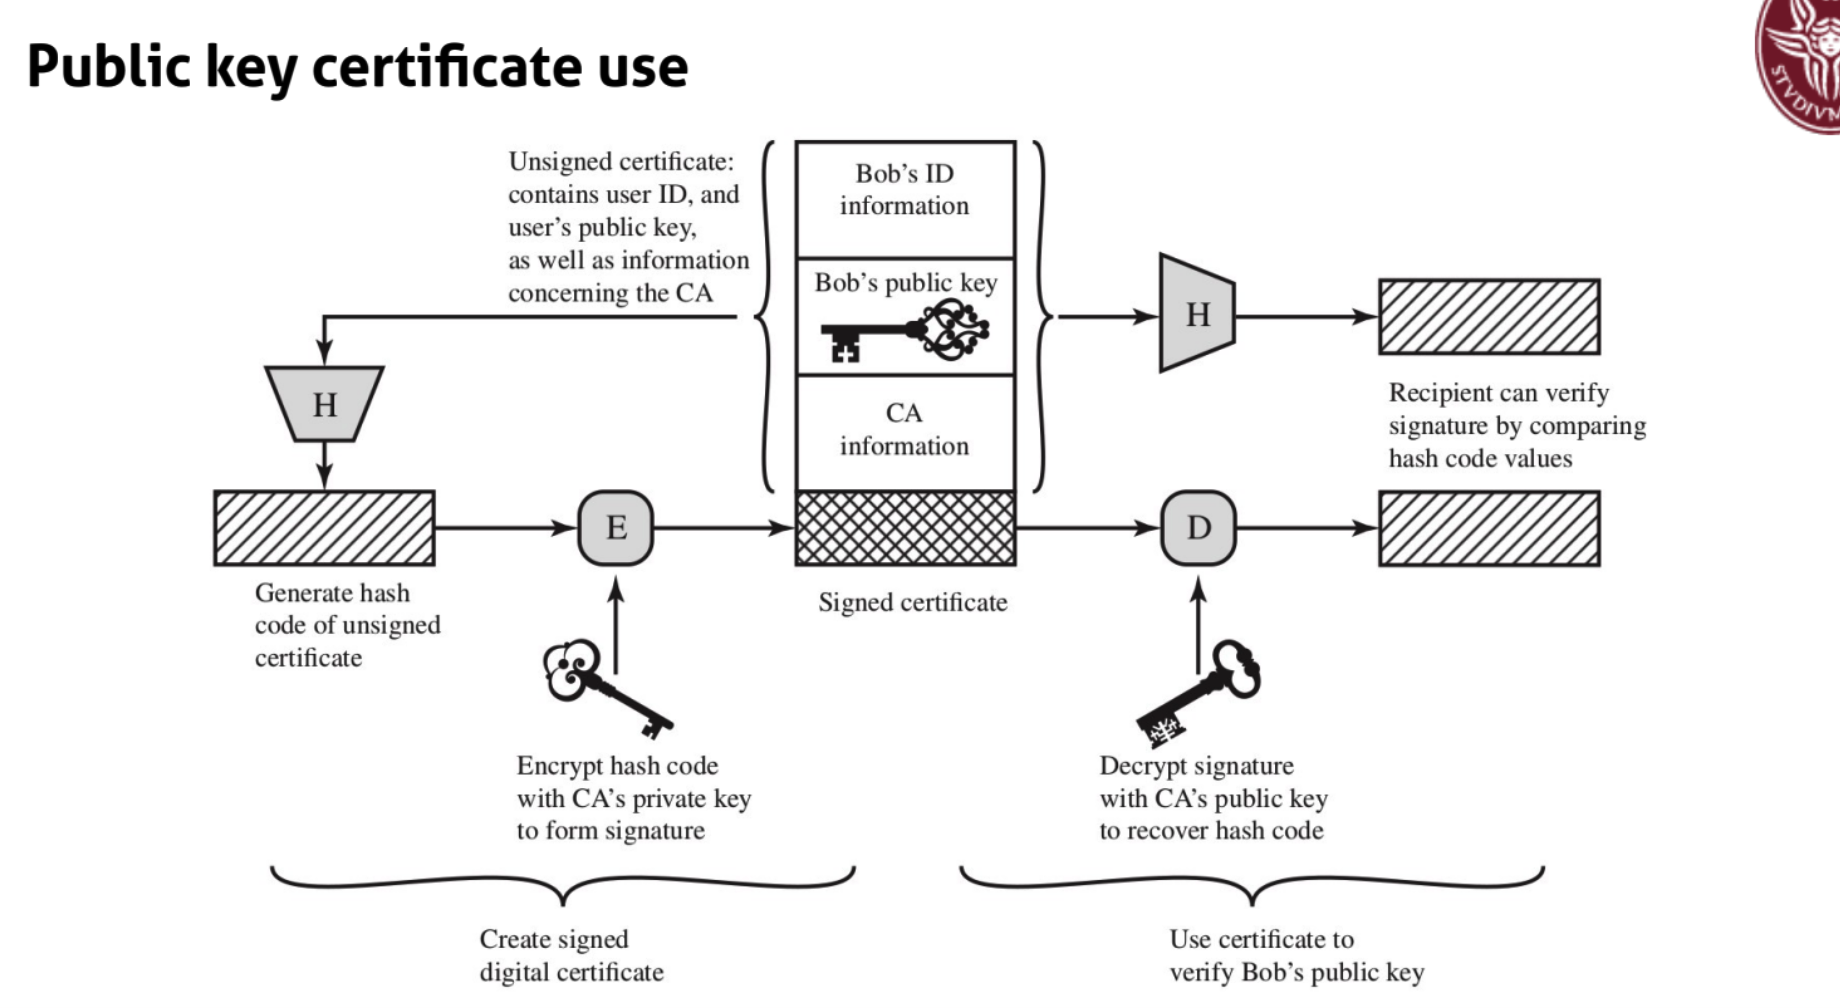 Public key certificate use
Unsigned certificate:
contains user ID, and
user's public key,
as well as information
concerning the CA
Bob's ID
information
Bob's public key
CA
information
H
Recipient can verify
signature by comparing
hash code values
H
E
D
Generate hash
code of unsigned
certificate
Signed certificate
Encrypt hash code
with CA's private key
to form signature
Decrypt signature
with CA's public key
to recover hash code
Create signed
digital certificate
Use certificate to
verify Bob's public key